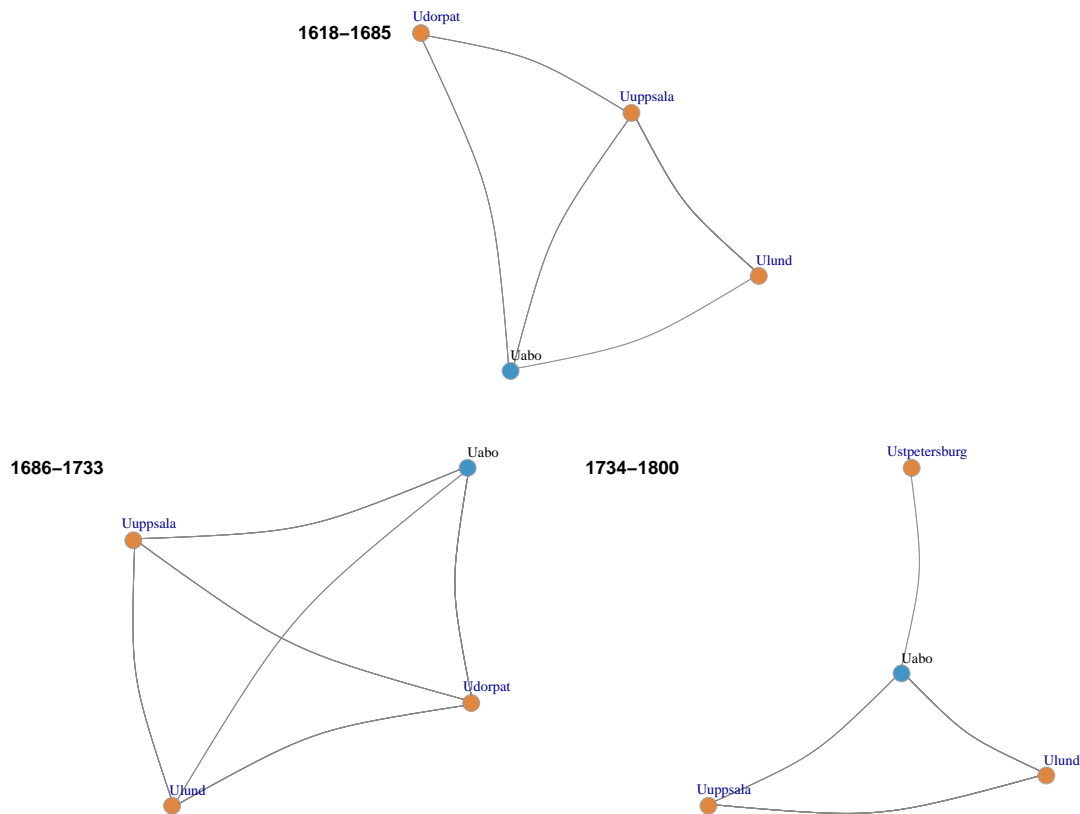 Udorpat
1618–1685
Uuppsala
Ulund
Uabo
Uabo
1686–1733
Uuppsala
Udorpat
Ulund
Ustpetersburg
1734–1800
Uabo
Ulund
Uuppsala